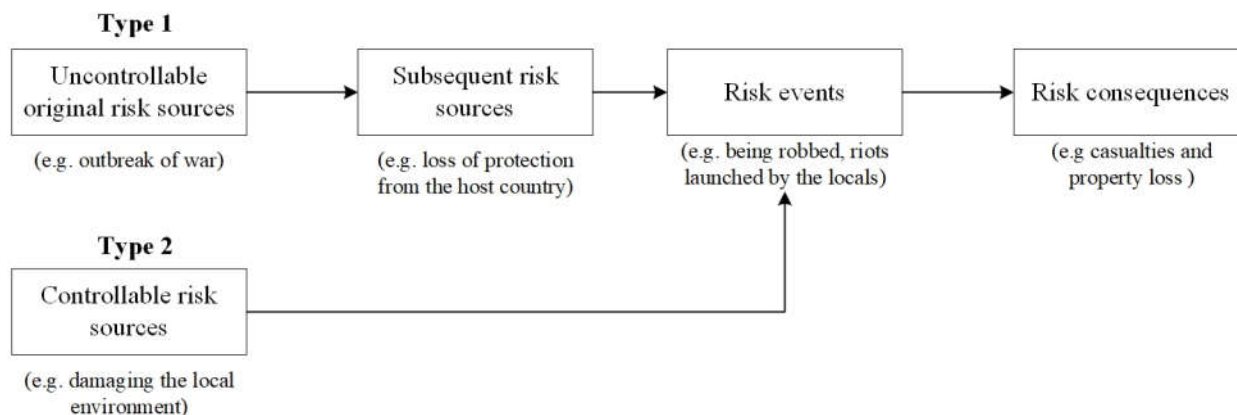 Type 1
Uncontrollable
original risk sources
(e.g. outbreak of war)
Subsequent risk
sources
(e.g. loss of protection
from the host country)
Risk events
(e.g. being robbed, riots
launched by the locals)
Risk consequences
(e.g casualties and
property loss )
Type 2
Controllable risk
sources
(e.g. damaging the local
environment)